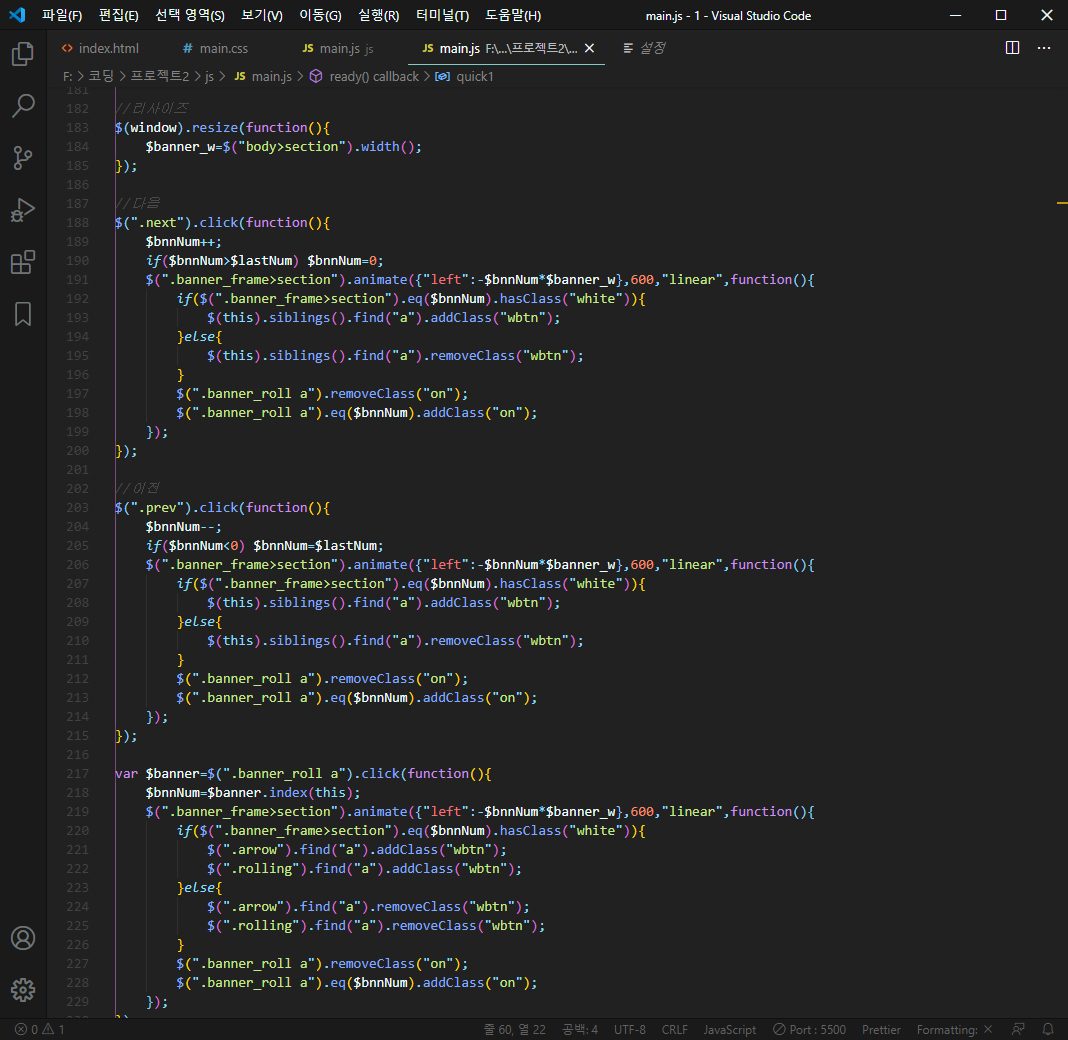 파일(F) 편집(E) 선택 영역(S) 보기(V) 이동(G) 실행(R) 터미널(T) 도움말(H) main.js - 1 - Visual Studio Code
index.html # main.css JS main.js js JS main.js F:\...\프로젝트2\... 설정
F: > 코딩 > 프로젝트2 > js > JS main.js > ready() callback > quick1
181
182 //리사이즈
183 $(window).resize(function(){
184 $banner_w=$("body>section").width();
185 });
186
187 //다음
188 $(".next").click(function(){
189 $bnnNum++;
190 if($bnnNum>$lastNum) $bnnNum=0;
191 $(".banner_frame>section").animate({"left":-$bnnNum*$banner_w},600,"linear",function(){
192 if($(".banner_frame>section").eq($bnnNum).hasClass("white")){
193 $(this).siblings().find("a").addClass("wbtn");
194 }else{
195 $(this).siblings().find("a").removeClass("wbtn");
196 }
197 $(".banner_roll a").removeClass("on");
198 $(".banner_roll a").eq($bnnNum).addClass("on");
199 });
200 });
201
202 //이전
203 $(".prev").click(function(){
204 $bnnNum--;
205 if($bnnNum<0) $bnnNum=$lastNum;
206 $(".banner_frame>section").animate({"left":-$bnnNum*$banner_w},600,"linear",function(){
207 if($(".banner_frame>section").eq($bnnNum).hasClass("white")){
208 $(this).siblings().find("a").addClass("wbtn");
209 }else{
210 $(this).siblings().find("a").removeClass("wbtn");
211 }
212 $(".banner_roll a").removeClass("on");
213 $(".banner_roll a").eq($bnnNum).addClass("on");
214 });
215 });
216
217 var $banner=$(".banner_roll a").click(function(){
218 $bnnNum=$banner.index(this);
219 $(".banner_frame>section").animate({"left":-$bnnNum*$banner_w},600,"linear",function(){
220 if($(".banner_frame>section").eq($bnnNum).hasClass("white")){
221 $(".arrow").find("a").addClass("wbtn");
222 $(".rolling").find("a").addClass("wbtn");
223 }else{
224 $(".arrow").find("a").removeClass("wbtn");
225 $(".rolling").find("a").removeClass("wbtn");
226 }
227 $(".banner_roll a").removeClass("on");
228 $(".banner_roll a").eq($bnnNum).addClass("on");
229 });
230 });
0 1 줄 60, 열 22 공백: 4 UTF-8 CRLF JavaScript Port : 5500 Prettier Formatting: ×